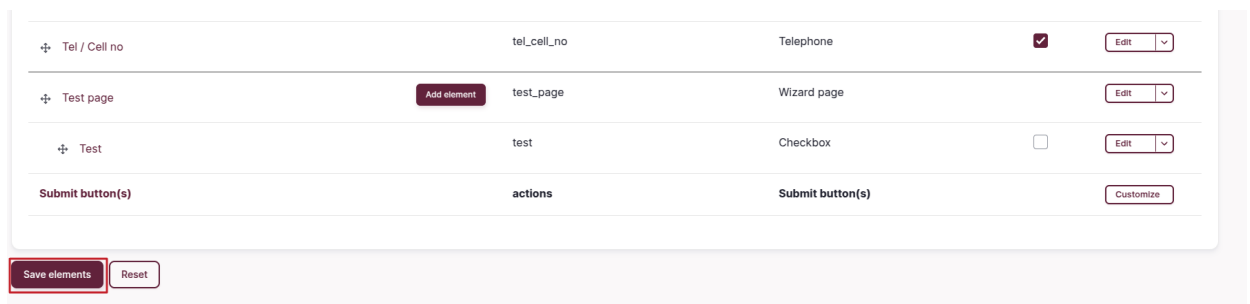 Tel / Cell no tel_cell_no Telephone Edit
Test page Add element test_page Wizard page Edit
Test test Checkbox Edit
Submit button(s) actions Submit button(s) Customize
Save elements Reset